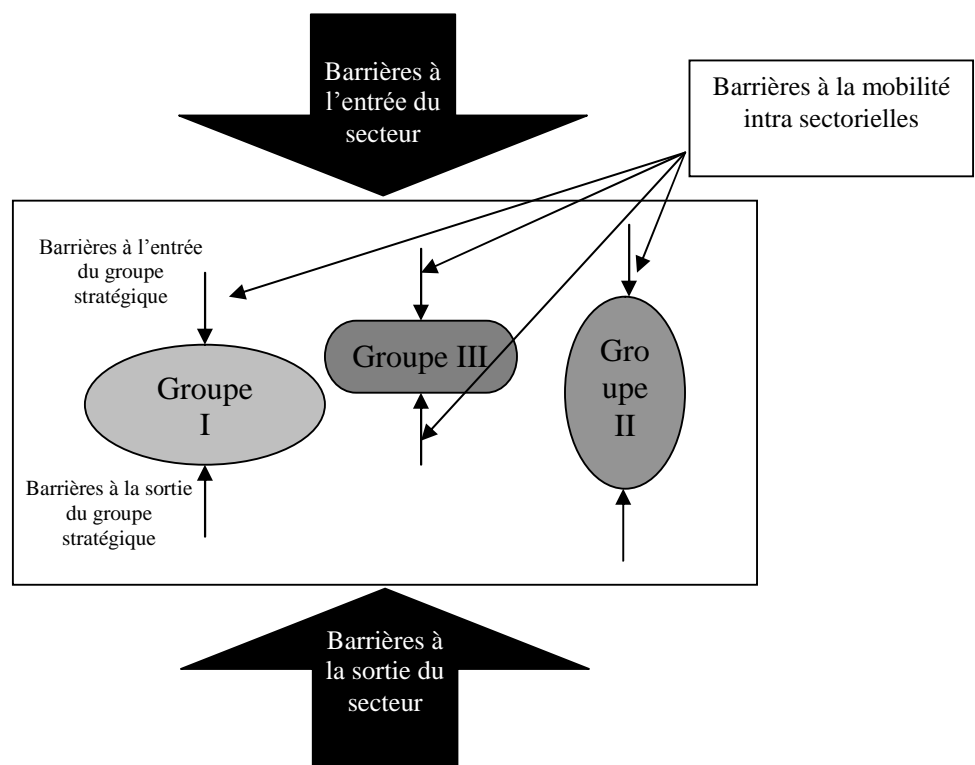 Barrières à
l'entrée du
secteur
Barrières à la mobilité
intra sectorielles
Barrières à l'entrée
du groupe
stratégique
Groupe III
Gro
upe
II
Groupe
I
Barrières à la sortie
du groupe
stratégique
Barrières à
la sortie du
secteur